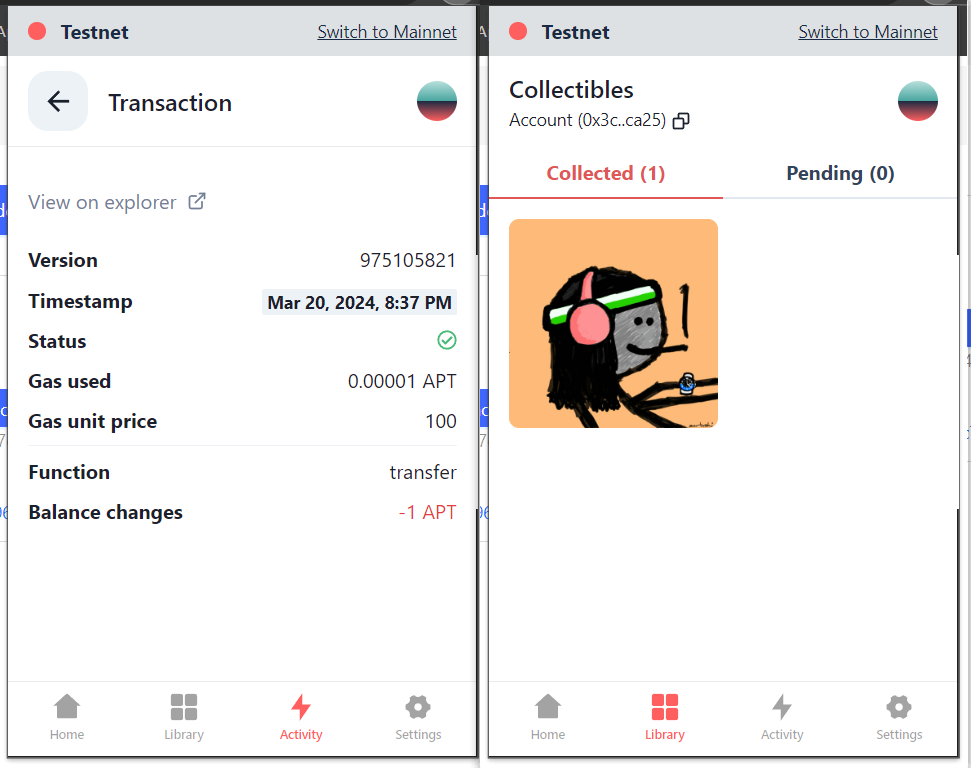 Testnet
Switch to Mainnet
Transaction
View on explorer
Version
975105821
Timestamp
Mar 20, 2024, 8:37 PM
Status
Gas used
0.00001 APT
Gas unit price
100
Function
transfer
Balance changes
-1 APT
Home
Library
Activity
Settings
Testnet
Switch to Mainnet
Collectibles
Account (0x3c..ca25)
Collected (1)
Pending (0)
Home
Library
Activity
Settings